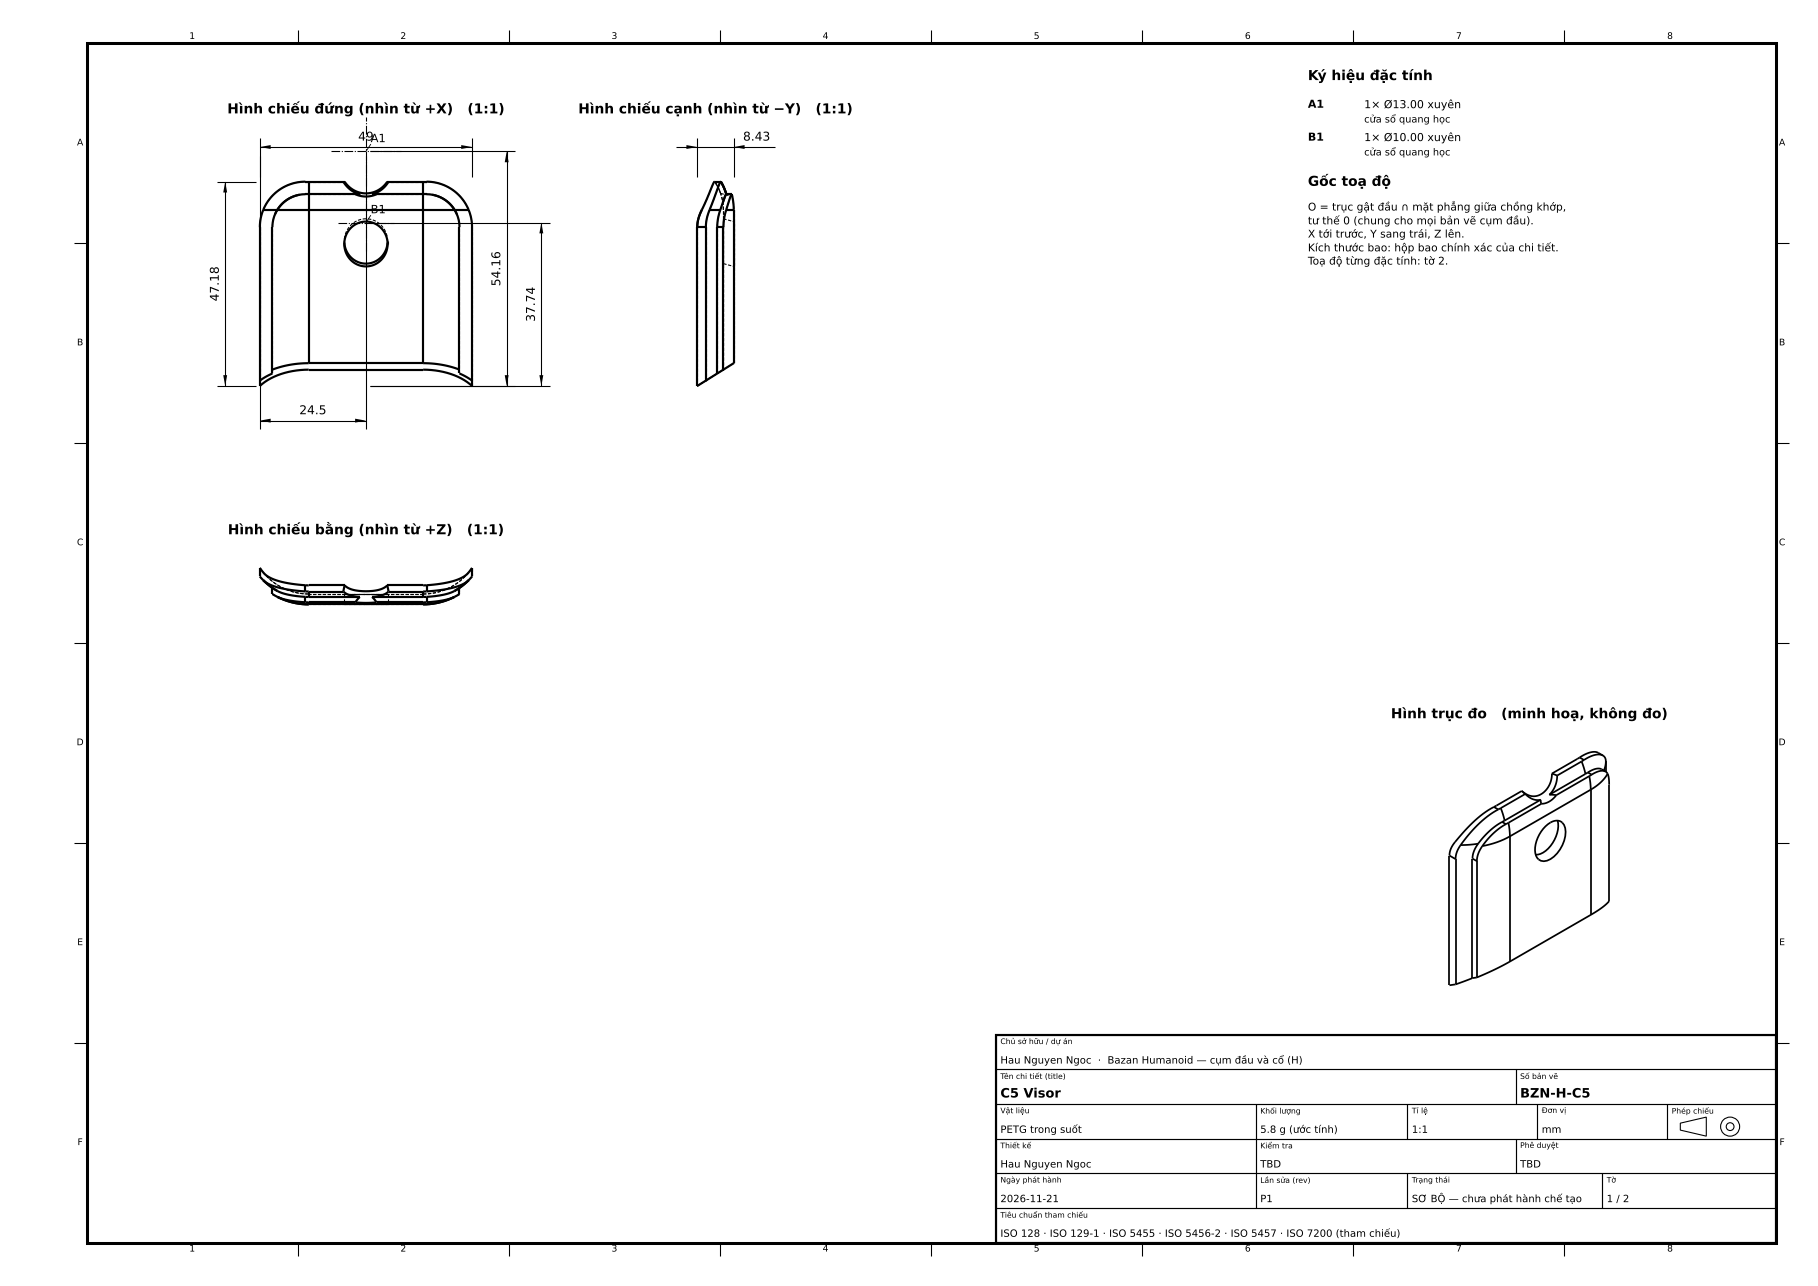 1 2 3 4 5 6 7 8
Ký hiệu đặc tính
A1 1× Ø13.00 xuyên
cửa sổ quang học
B1 1× Ø10.00 xuyên
cửa sổ quang học
Gốc toạ độ
O = trục gật đầu ∩ mặt phẳng giữa chồng khớp,
tư thế 0 (chung cho mọi bản vẽ cụm đầu).
X tới trước, Y sang trái, Z lên.
Kích thước bao: hộp bao chính xác của chi tiết.
Toạ độ từng đặc tính: tờ 2.
Hình chiếu đứng (nhìn từ +X) (1:1)
49
A1
B1
47.18
54.16
37.74
24.5
Hình chiếu cạnh (nhìn từ −Y) (1:1)
8.43
A A
B B
C C
D D
E E
F F
Hình chiếu bằng (nhìn từ +Z) (1:1)
Hình trục đo (minh hoạ, không đo)
Chủ sở hữu / dự án
Hau Nguyen Ngoc · Bazan Humanoid — cụm đầu và cổ (H)
Tên chi tiết (title) Số bản vẽ
C5 Visor BZN-H-C5
Vật liệu Khối lượng Tỉ lệ Đơn vị Phép chiếu
PETG trong suốt 5.8 g (ước tính) 1:1 mm
Thiết kế Kiểm tra Phê duyệt
Hau Nguyen Ngoc TBD TBD
Ngày phát hành Lần sửa (rev) Trạng thái Tờ
2026-11-21 P1 SƠ BỘ — chưa phát hành chế tạo 1 / 2
Tiêu chuẩn tham chiếu
ISO 128 · ISO 129-1 · ISO 5455 · ISO 5456-2 · ISO 5457 · ISO 7200 (tham chiếu)
1 2 3 4 5 6 7 8